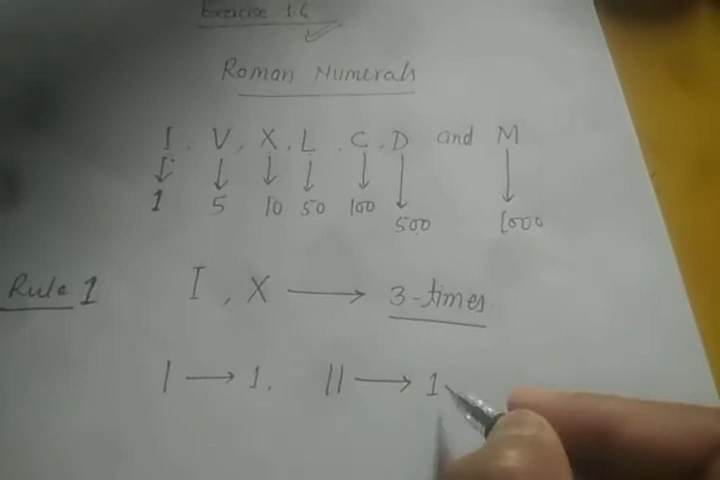 Exercise 1.6
Roman Numerals
I, V, X, L, C, D and M
1 5 10 50 100 500 1000
Rule 1 I, X → 3-times.
I → 1. II → 1